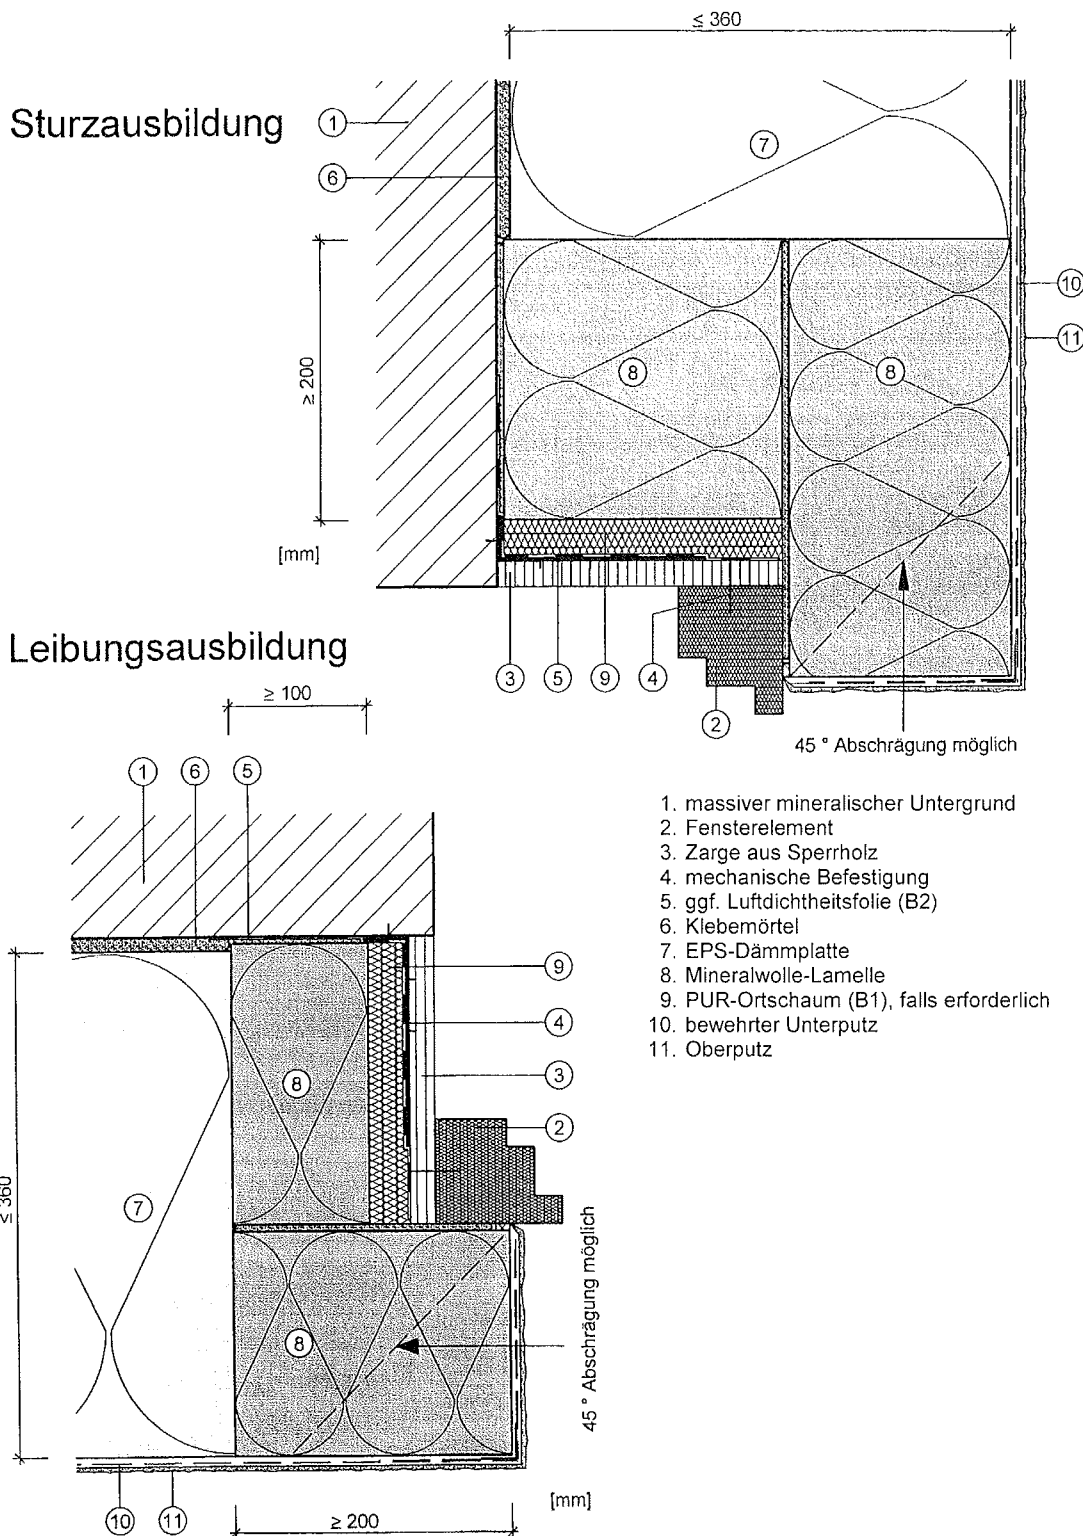 ≤ 360
Sturzausbildung
1
7
6
10
11
≥ 200
8
8
[mm]
Leibungsausbildung
3
5
9
4
2
≥ 100
45 ° Abschrägung möglich
1
6
5
1. massiver mineralischer Untergrund
2. Fensterelement
3. Zarge aus Sperrholz
4. mechanische Befestigung
5. ggf. Luftdichtheitsfolie (B2)
6. Klebemörtel
7. EPS-Dämmplatte
8. Mineralwolle-Lamelle
9. PUR-Ortschaum (B1), falls erforderlich
10. bewehrter Unterputz
11. Oberputz
9
4
8
3
2
≤ 360
7
45 ° Abschrägung möglich
8
[mm]
10
11
≥ 200